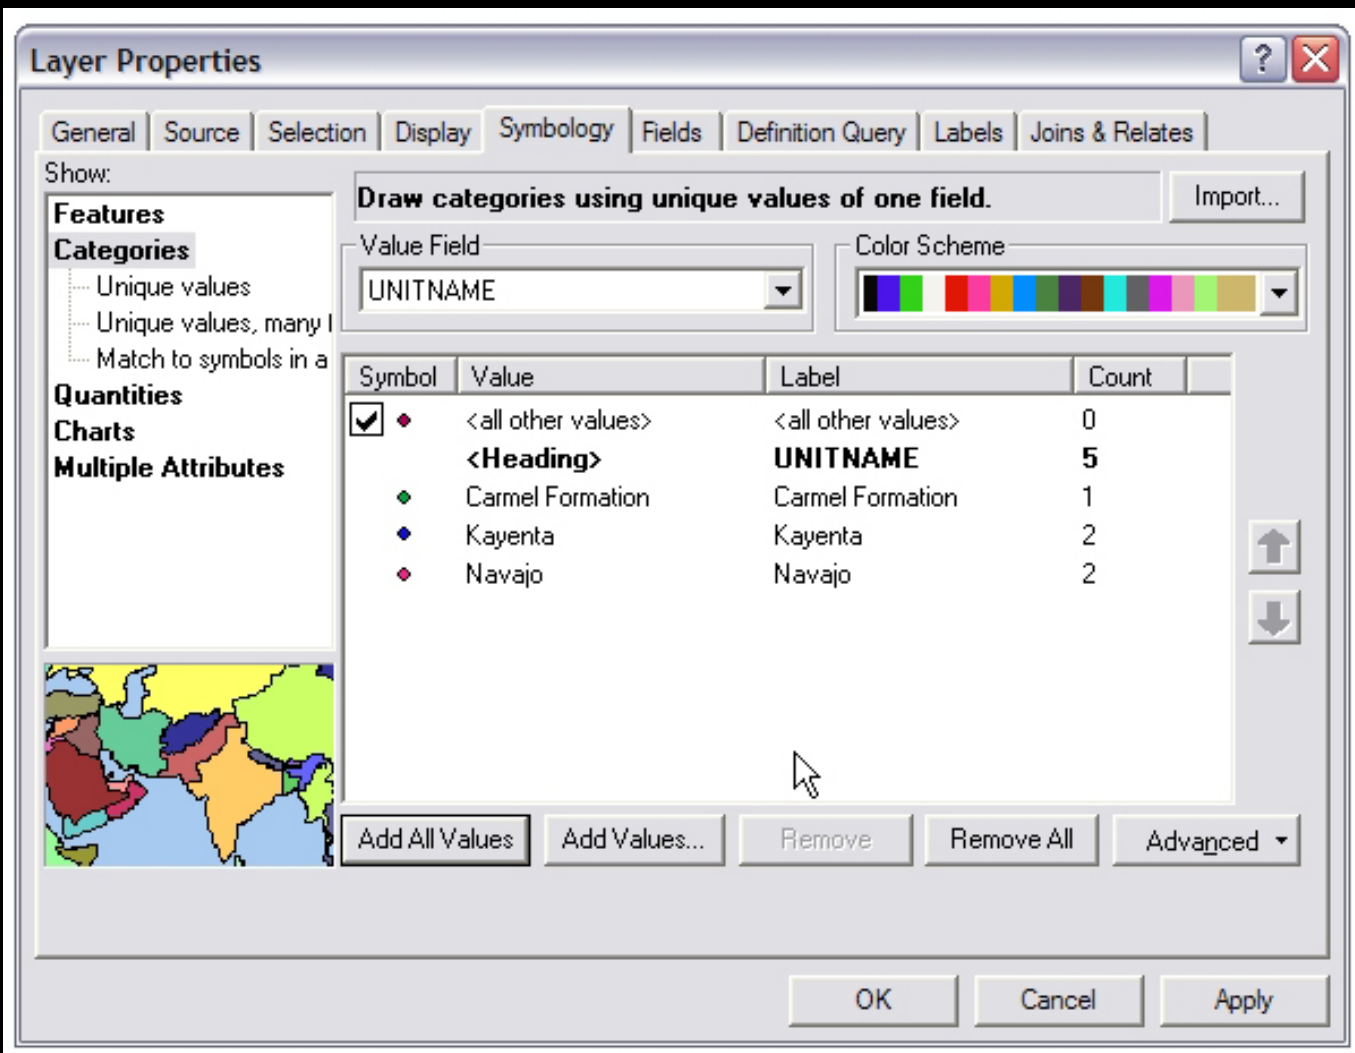 Layer Properties
General Source Selection Display Symbology Fields Definition Query Labels Joins & Relates
Show:
Features
Categories
Unique values
Unique values, many f
Match to symbols in a
Quantities
Charts
Multiple Attributes
Draw categories using unique values of one field.
Import...
Value Field
UNITNAME
Color Scheme
Symbol Value Label Count
<all other values> <all other values> 0
<Heading> UNITNAME 5
Carmel Formation Carmel Formation 1
Kayenta Kayenta 2
Navajo Navajo 2
Add All Values Add Values... Remove Remove All Advanced
OK Cancel Apply